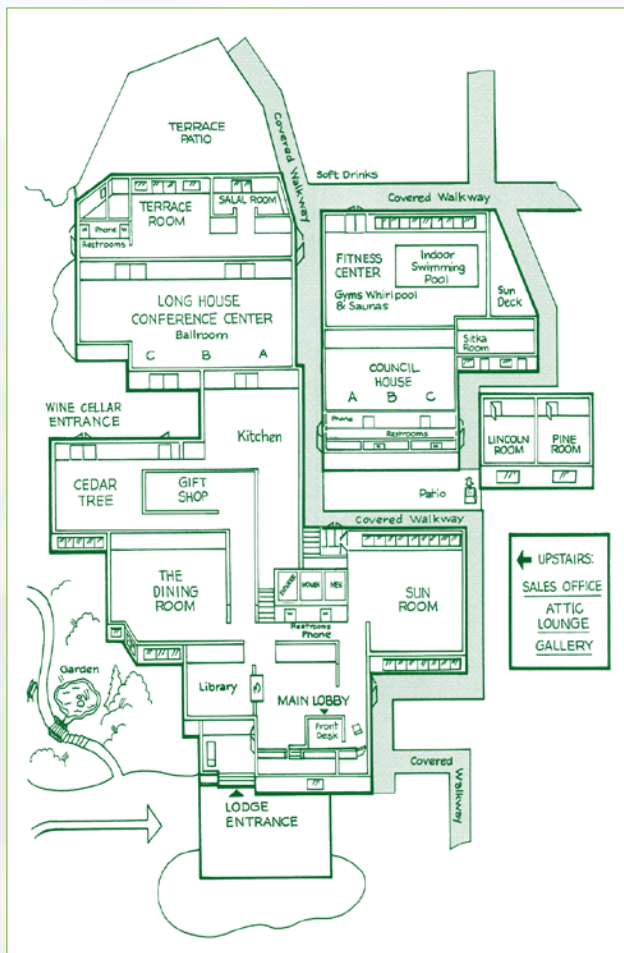 TERRACE
PATIO
Covered Walkway
Soft Drinks
Covered Walkway
SALAL ROOM
TERRACE
ROOM
Phone
Restrooms
FITNESS
CENTER
Indoor
Swimming
Pool
Gyms Whirlpool
& Saunas
Sun
Deck
LONG HOUSE
CONFERENCE CENTER
Ballroom
C B A
Sitka
Room
COUNCIL
HOUSE
A B C
Phone
Restrooms
WINE CELLAR
ENTRANCE
Kitchen
LINCOLN
ROOM
PINE
ROOM
CEDAR
TREE
GIFT
SHOP
Patio
Covered Walkway
THE
DINING
ROOM
WOMEN
MEN
SUN
ROOM
Restrooms
Phone
UPSTAIRS:
SALES OFFICE
ATTIC
LOUNGE
GALLERY
Garden
Library
MAIN LOBBY
Front
Desk
Covered
Walkway
LODGE
ENTRANCE